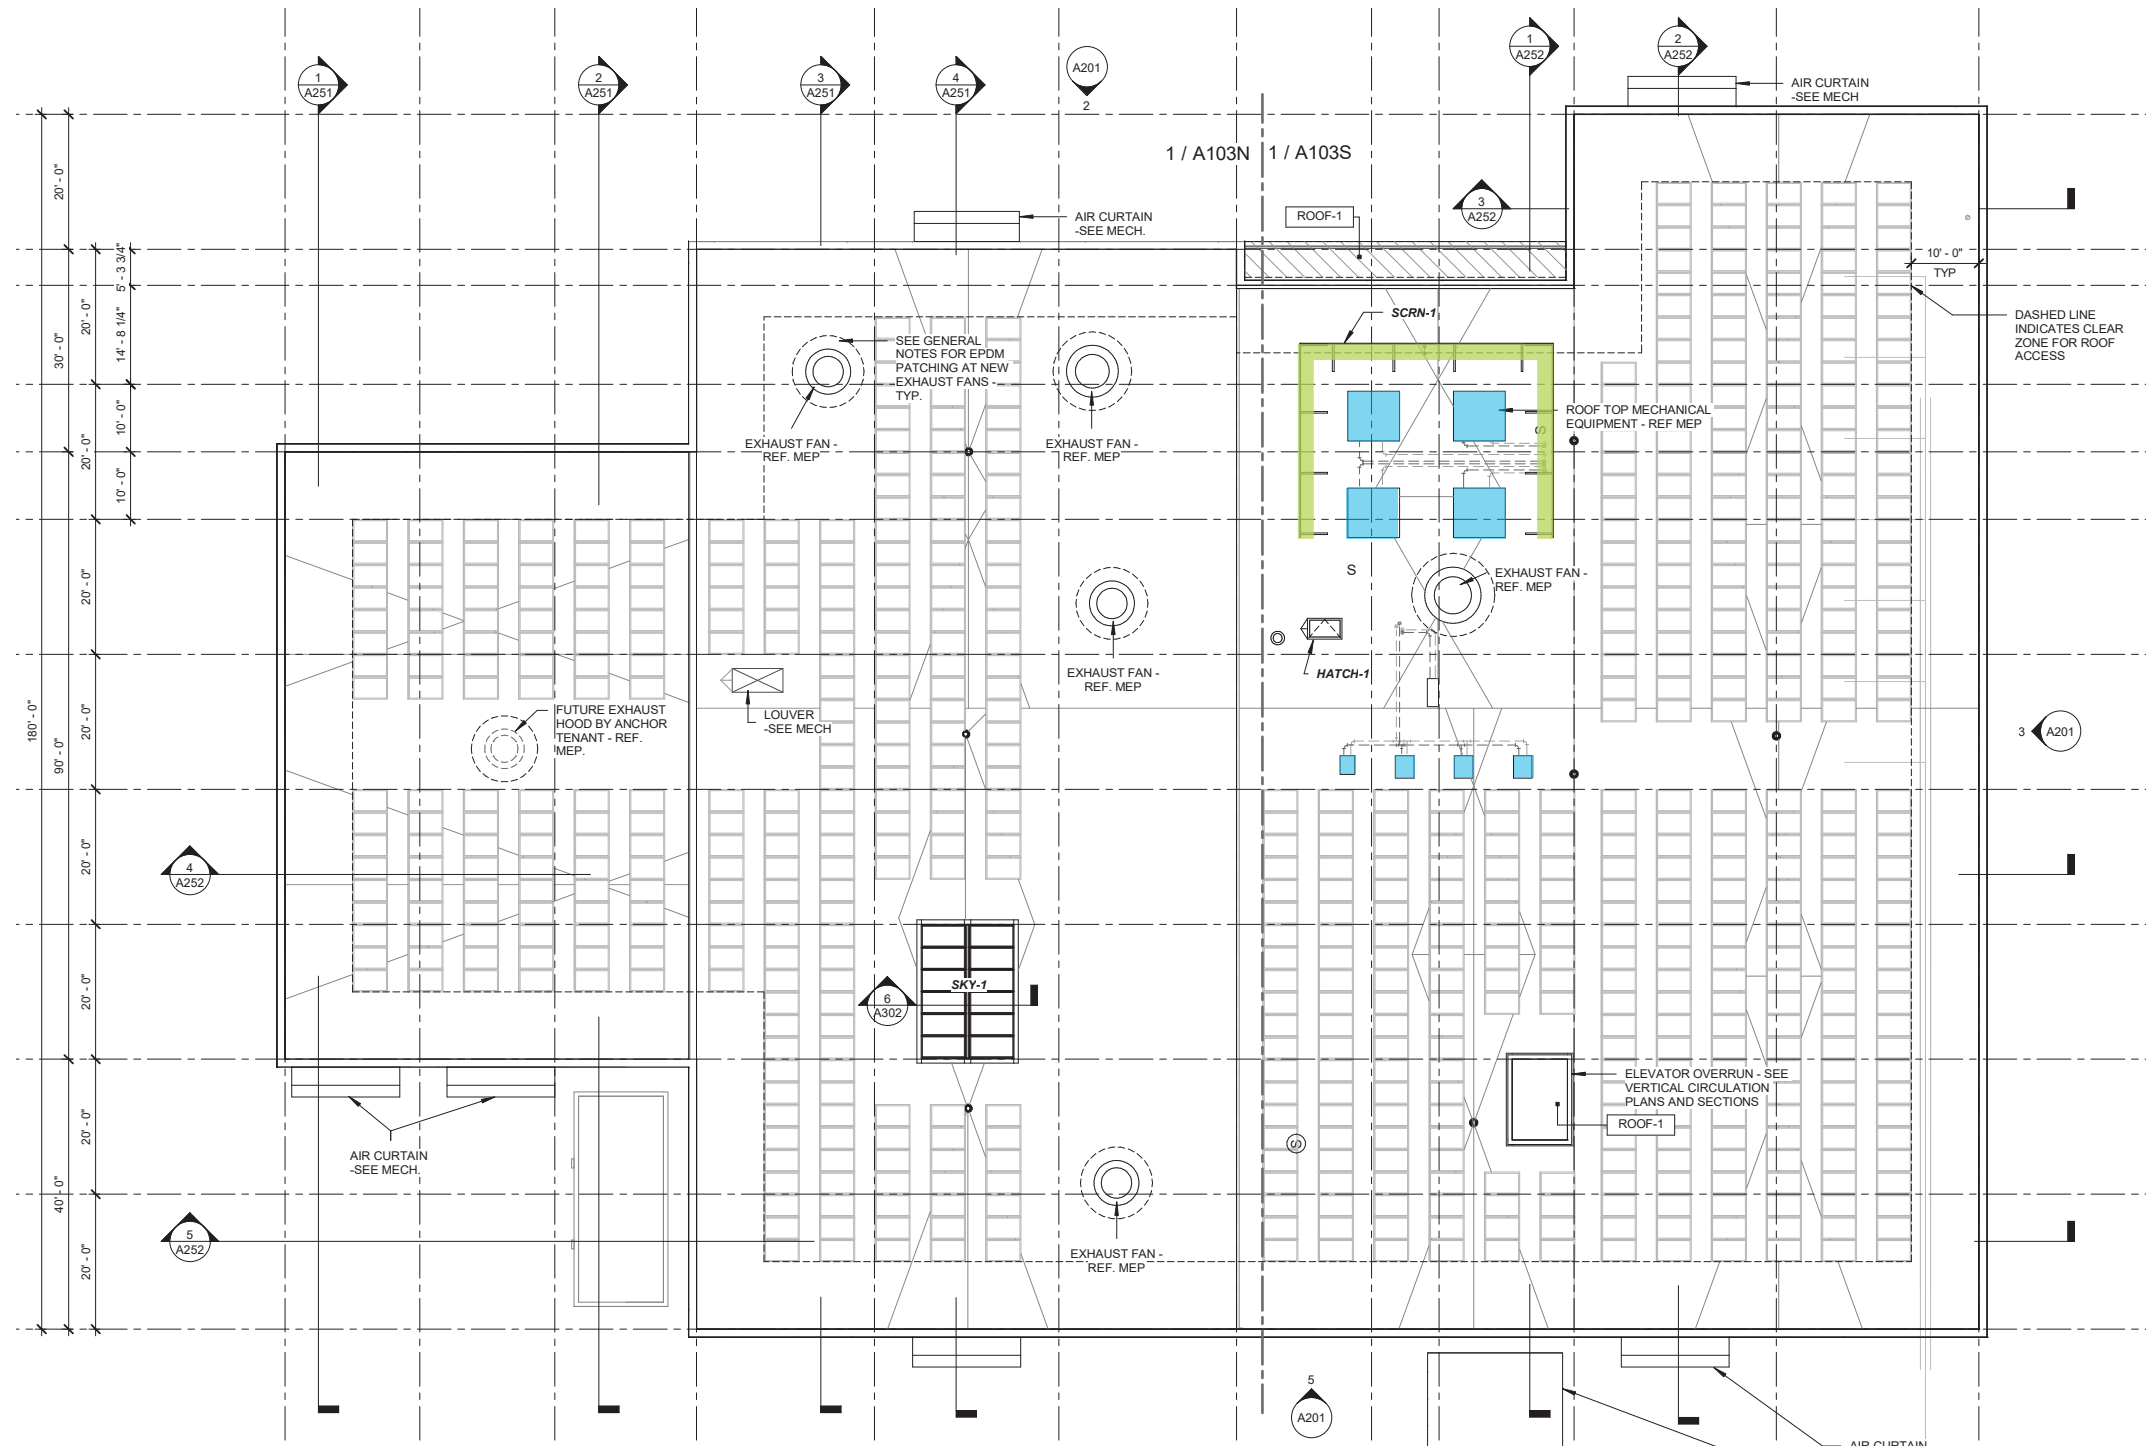 1
A251
2
A251
3
A251
4
A251
A201
2
1
A252
2
A252
AIR CURTAIN
-SEE MECH
1 / A103N
1 / A103S
3
A252
ROOF-1
AIR CURTAIN
-SEE MECH.
10' - 0"
TYP
DASHED LINE
INDICATES CLEAR
ZONE FOR ROOF
ACCESS
SCRN-1
SEE GENERAL
NOTES FOR EPDM
PATCHING AT NEW
EXHAUST FANS -
TYP.
EXHAUST FAN -
REF. MEP
EXHAUST FAN -
REF. MEP
ROOF TOP MECHANICAL
EQUIPMENT - REF MEP
S
S
EXHAUST FAN -
REF. MEP
HATCH-1
EXHAUST FAN -
REF. MEP
LOUVER
-SEE MECH
FUTURE EXHAUST
HOOD BY ANCHOR
TENANT - REF.
MEP.
3
A201
4
A252
SKY-1
6
A302
ELEVATOR OVERRUN - SEE
VERTICAL CIRCULATION
PLANS AND SECTIONS
ROOF-1
S
AIR CURTAIN
-SEE MECH.
5
A252
EXHAUST FAN -
REF. MEP
5
A201
AIR CURTAIN
180' - 0"
20' - 0"
30' - 0"
90' - 0"
40' - 0"
20' - 0"
20' - 0"
20' - 0"
20' - 0"
20' - 0"
20' - 0"
20' - 0"
20' - 0"
5' - 3 3/4"
14' - 8 1/4"
10' - 0"
10' - 0"